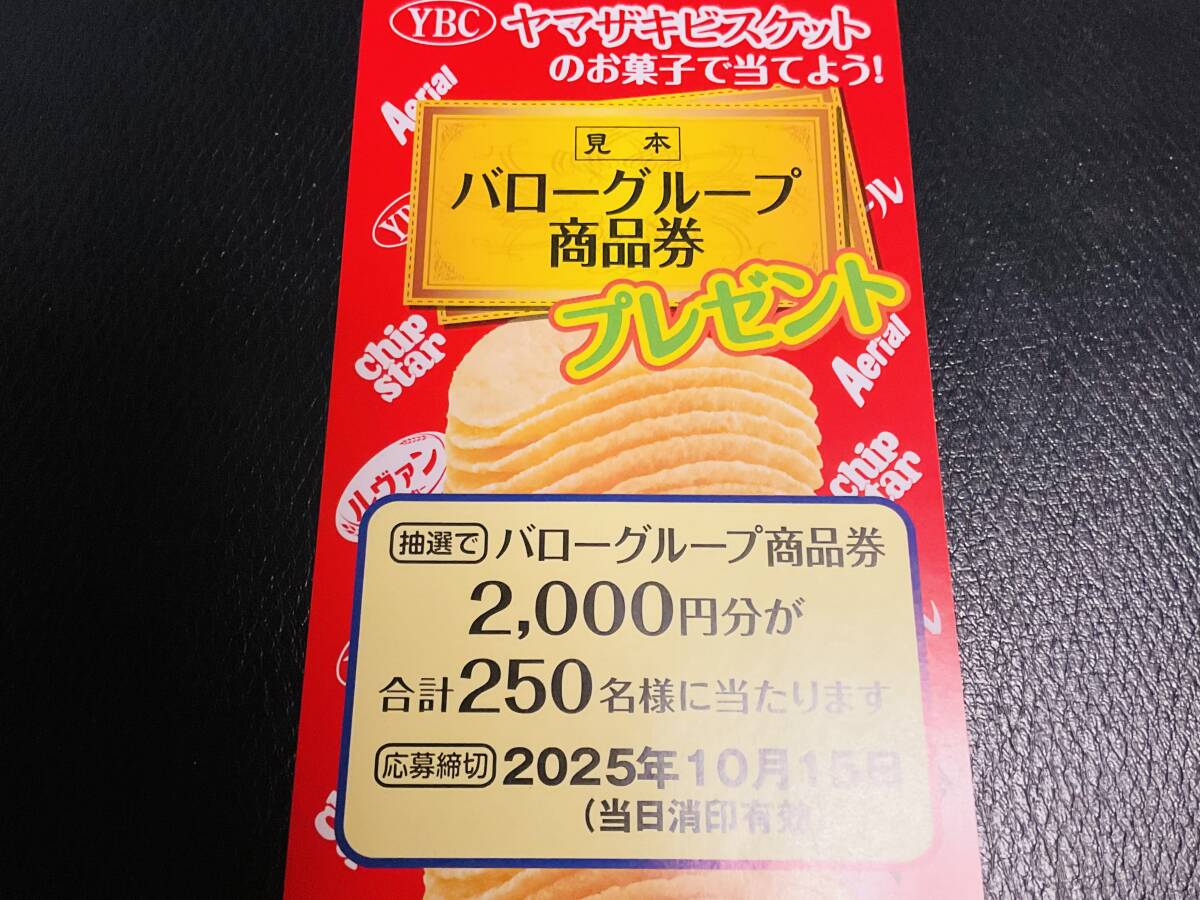 YBC ヤマザキビスケット
のお菓子で当てよう!
Aerial
見本
バローグループ
商品券
プレゼント
chip
star
Aerial
ルヴァン
chip
star
抽選で バローグループ商品券
2,000円分が
合計250名様に当たります
応募締切 2025年10月15日
(当日消印有効